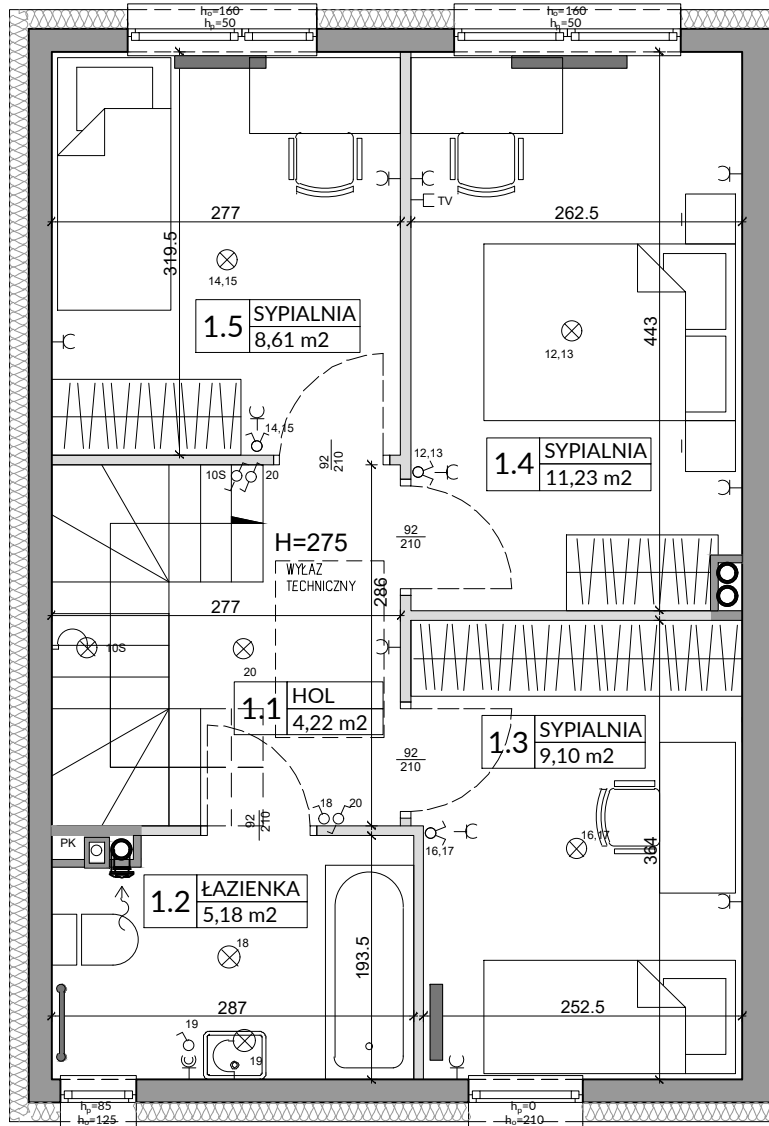 hₒ=160
hₚ=50
hₒ=160
hₚ=50
TV
277
262.5
319.5
14,15
1.5
SYPIALNIA
8,61 m2
12,13
443
14,15
92
210
12,13
1.4
SYPIALNIA
11,23 m2
10S
20
92
210
H=275
WYŁAZ
TECHNICZNY
286
277
10S
20
1.1
HOL
4,22 m2
1.3
SYPIALNIA
9,10 m2
92
210
92
210
18
20
16,17
16,17
364
PK
1.2
ŁAZIENKA
5,18 m2
18
193.5
287
252.5
19
19
hₚ=85
hₒ=125
hₚ=0
hₒ=210